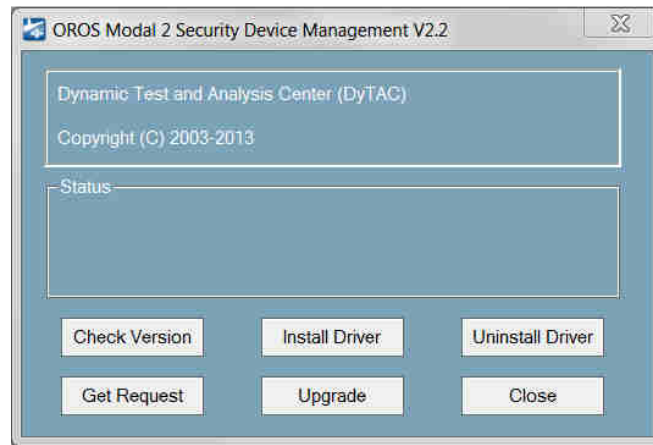 OROS Modal 2 Security Device Management V2.2
Dynamic Test and Analysis Center (DyTAC)
Copyright (C) 2003-2013
Status
Check Version
Install Driver
Uninstall Driver
Get Request
Upgrade
Close